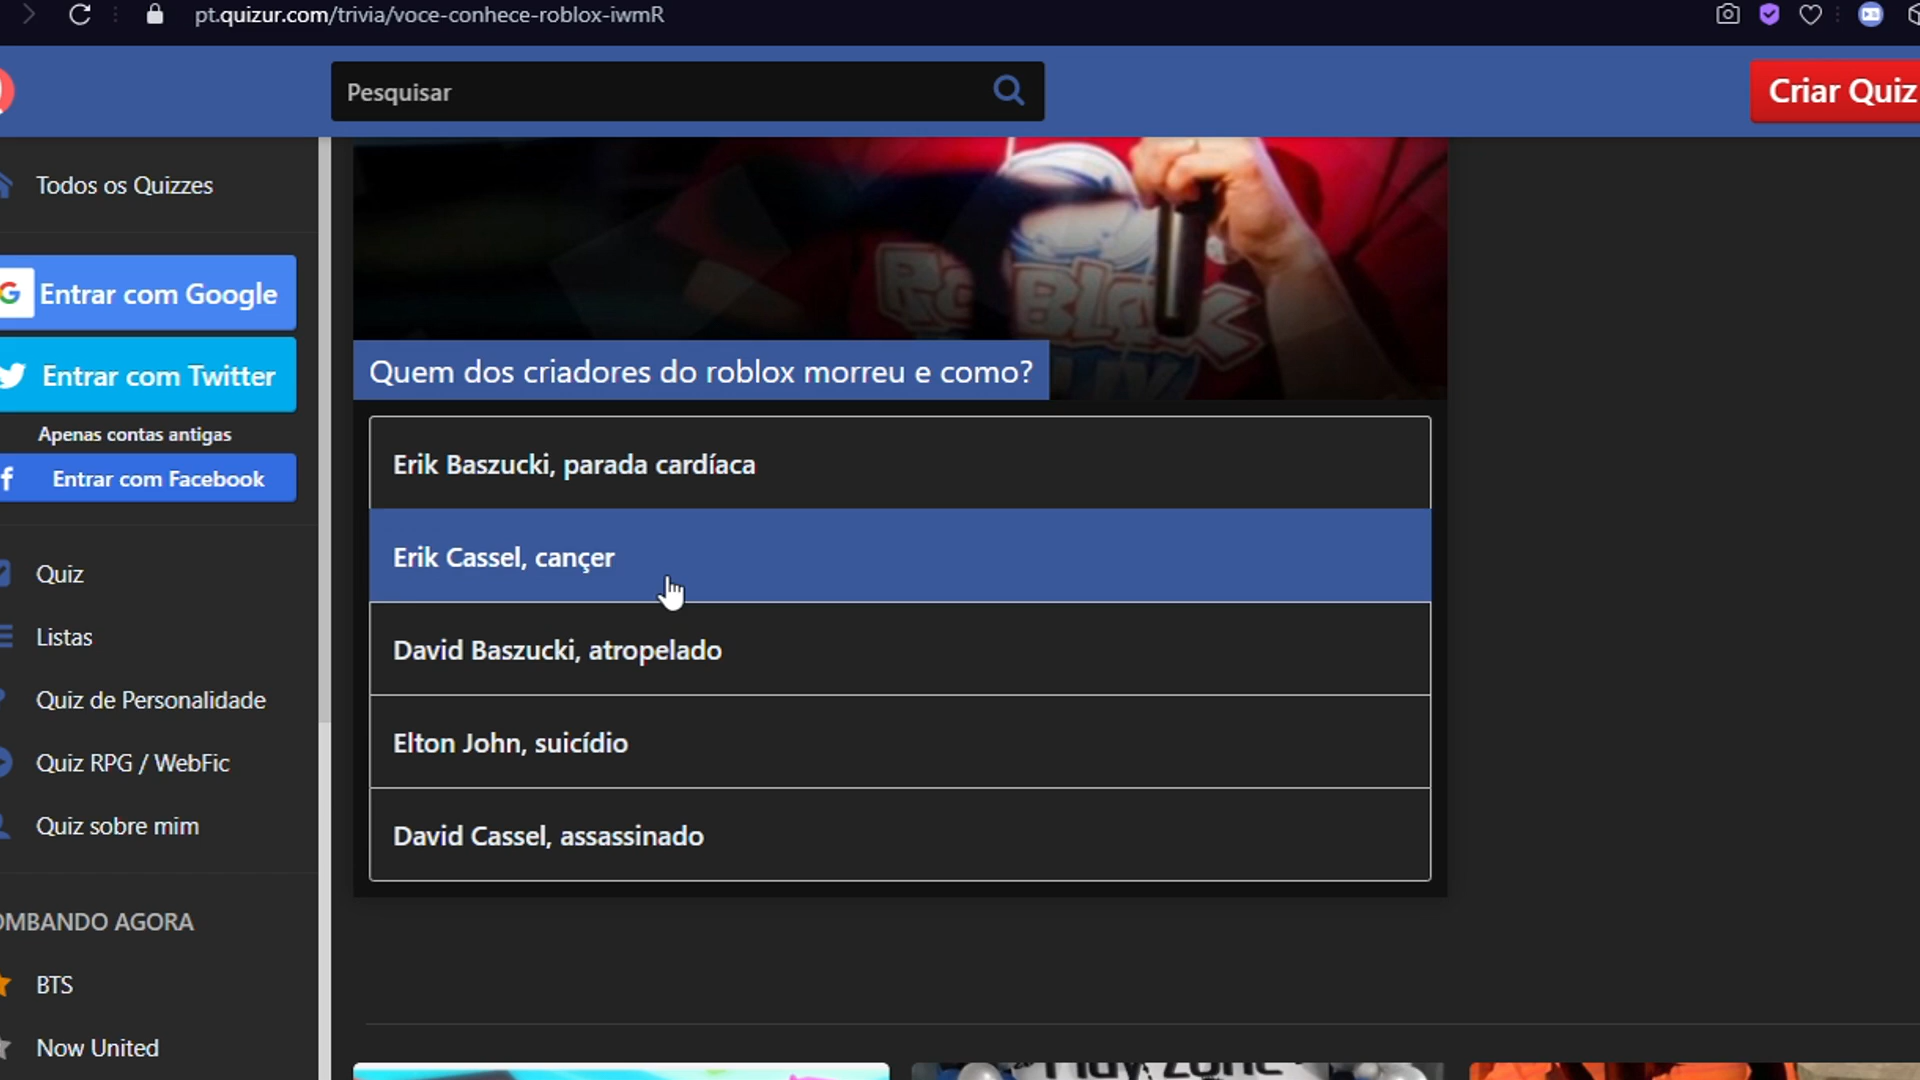 pt.quizur.com/trivia/voce-conhece-roblox-iwmR
Pesquisar
Criar Quiz
Todos os Quizzes
Entrar com Google
Entrar com Twitter
Apenas contas antigas
Entrar com Facebook
Quiz
Listas
Quiz de Personalidade
Quiz RPG / WebFic
Quiz sobre mim
OMBANDO AGORA
BTS
Now United
ROBLOX
Quem dos criadores do roblox morreu e como?
Erik Baszucki, parada cardíaca
Erik Cassel, cançer
David Baszucki, atropelado
Elton John, suicídio
David Cassel, assassinado